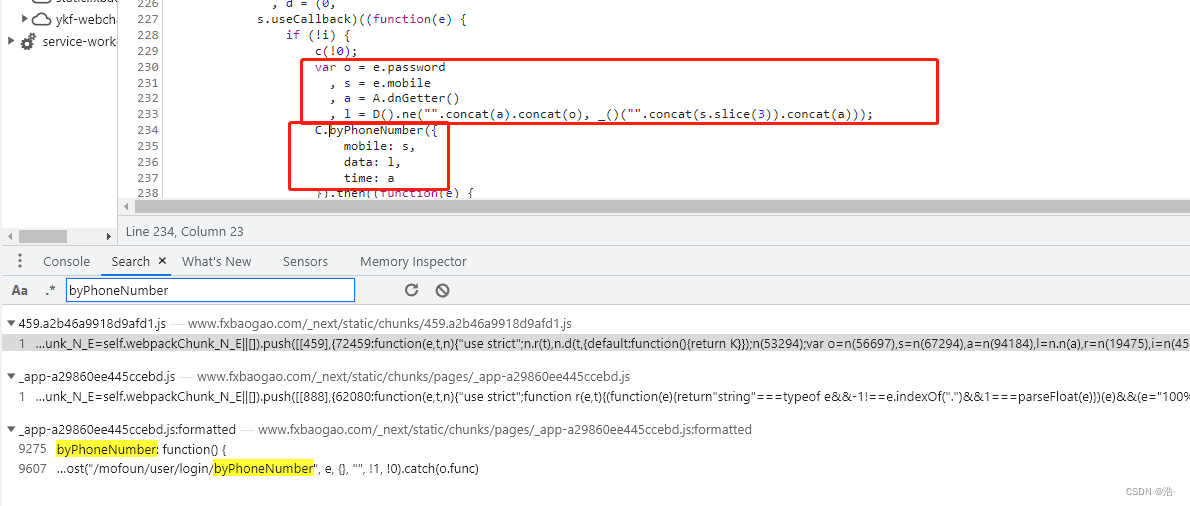 staticfxbao
ykf-webcha
service-work
226 , d = (0,
227 s.useCallback)((function(e) {
228 if (!i) {
229 c(!0);
230 var o = e.password
231 , s = e.mobile
232 , a = A.dnGetter()
233 , l = D().ne("".concat(a).concat(o), _()("".concat(s.slice(3)).concat(a)));
234 C.byPhoneNumber({
235 mobile: s,
236 data: l,
237 time: a
238 }).then((function(e) {
Line 234, Column 23
Console Search × What's New Sensors Memory Inspector
Aa .* byPhoneNumber
459.a2b46a9918d9afd1.js — www.fxbaogao.com/_next/static/chunks/459.a2b46a9918d9afd1.js
1 …unk_N_E=self.webpackChunk_N_E||[]).push([[459],{72459:function(e,t,n){"use strict";n.r(t),n.d(t,{default:function(){return K}});n(53294);var o=n(56697),s=n(67294),a=n(94184),l=n.n(a),r=n(19475),i=n(45
_app-a29860ee445ccebd.js — www.fxbaogao.com/_next/static/chunks/pages/_app-a29860ee445ccebd.js
1 …unk_N_E=self.webpackChunk_N_E||[]).push([[888],{62080:function(e,t,n){"use strict";function r(e,t){(function(e){return"string"===typeof e&&-1!==e.indexOf(".")&&1===parseFloat(e)})(e)&&(e="100%
_app-a29860ee445ccebd.js:formatted — www.fxbaogao.com/_next/static/chunks/pages/_app-a29860ee445ccebd.js:formatted
9275 byPhoneNumber: function() {
9607 …ost("/mofoun/user/login/byPhoneNumber", e, {}, "", !1, !0).catch(o.func)
CSDN @浩